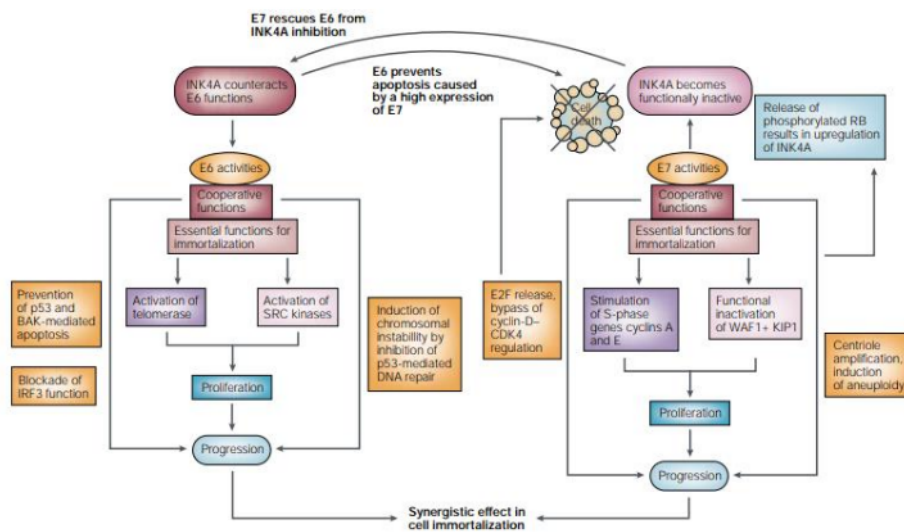 E7 rescues E6 from
INK4A inhibition
E6 prevents
apoptosis caused
by a high expression
of E7
INK4A counteracts
E6 functions
Cell
death
INK4A becomes
functionally inactive
Release of
phosphorylated RB
results in upregulation
of INK4A
E6 activities
Cooperative
functions
Essential functions for
immortalization
Prevention
of p53 and
BAK-mediated
apoptosis
Blockade of
IRF3 function
Activation of
telomerase
Activation of
SRC kinases
Induction of
chromosomal
instability by
inhibition of
p53-mediated
DNA repair
Proliferation
Progression
E7 activities
Cooperative
functions
Essential functions for
immortalization
E2F release,
bypass of
cyclin-D–
CDK4
regulation
Stimulation
of S-phase
genes cyclins A
and E
Functional
inactivation
of WAF1+ KIP1
Centriole
amplification,
induction
of aneuploidy
Proliferation
Progression
Synergistic effect in
cell immortalization